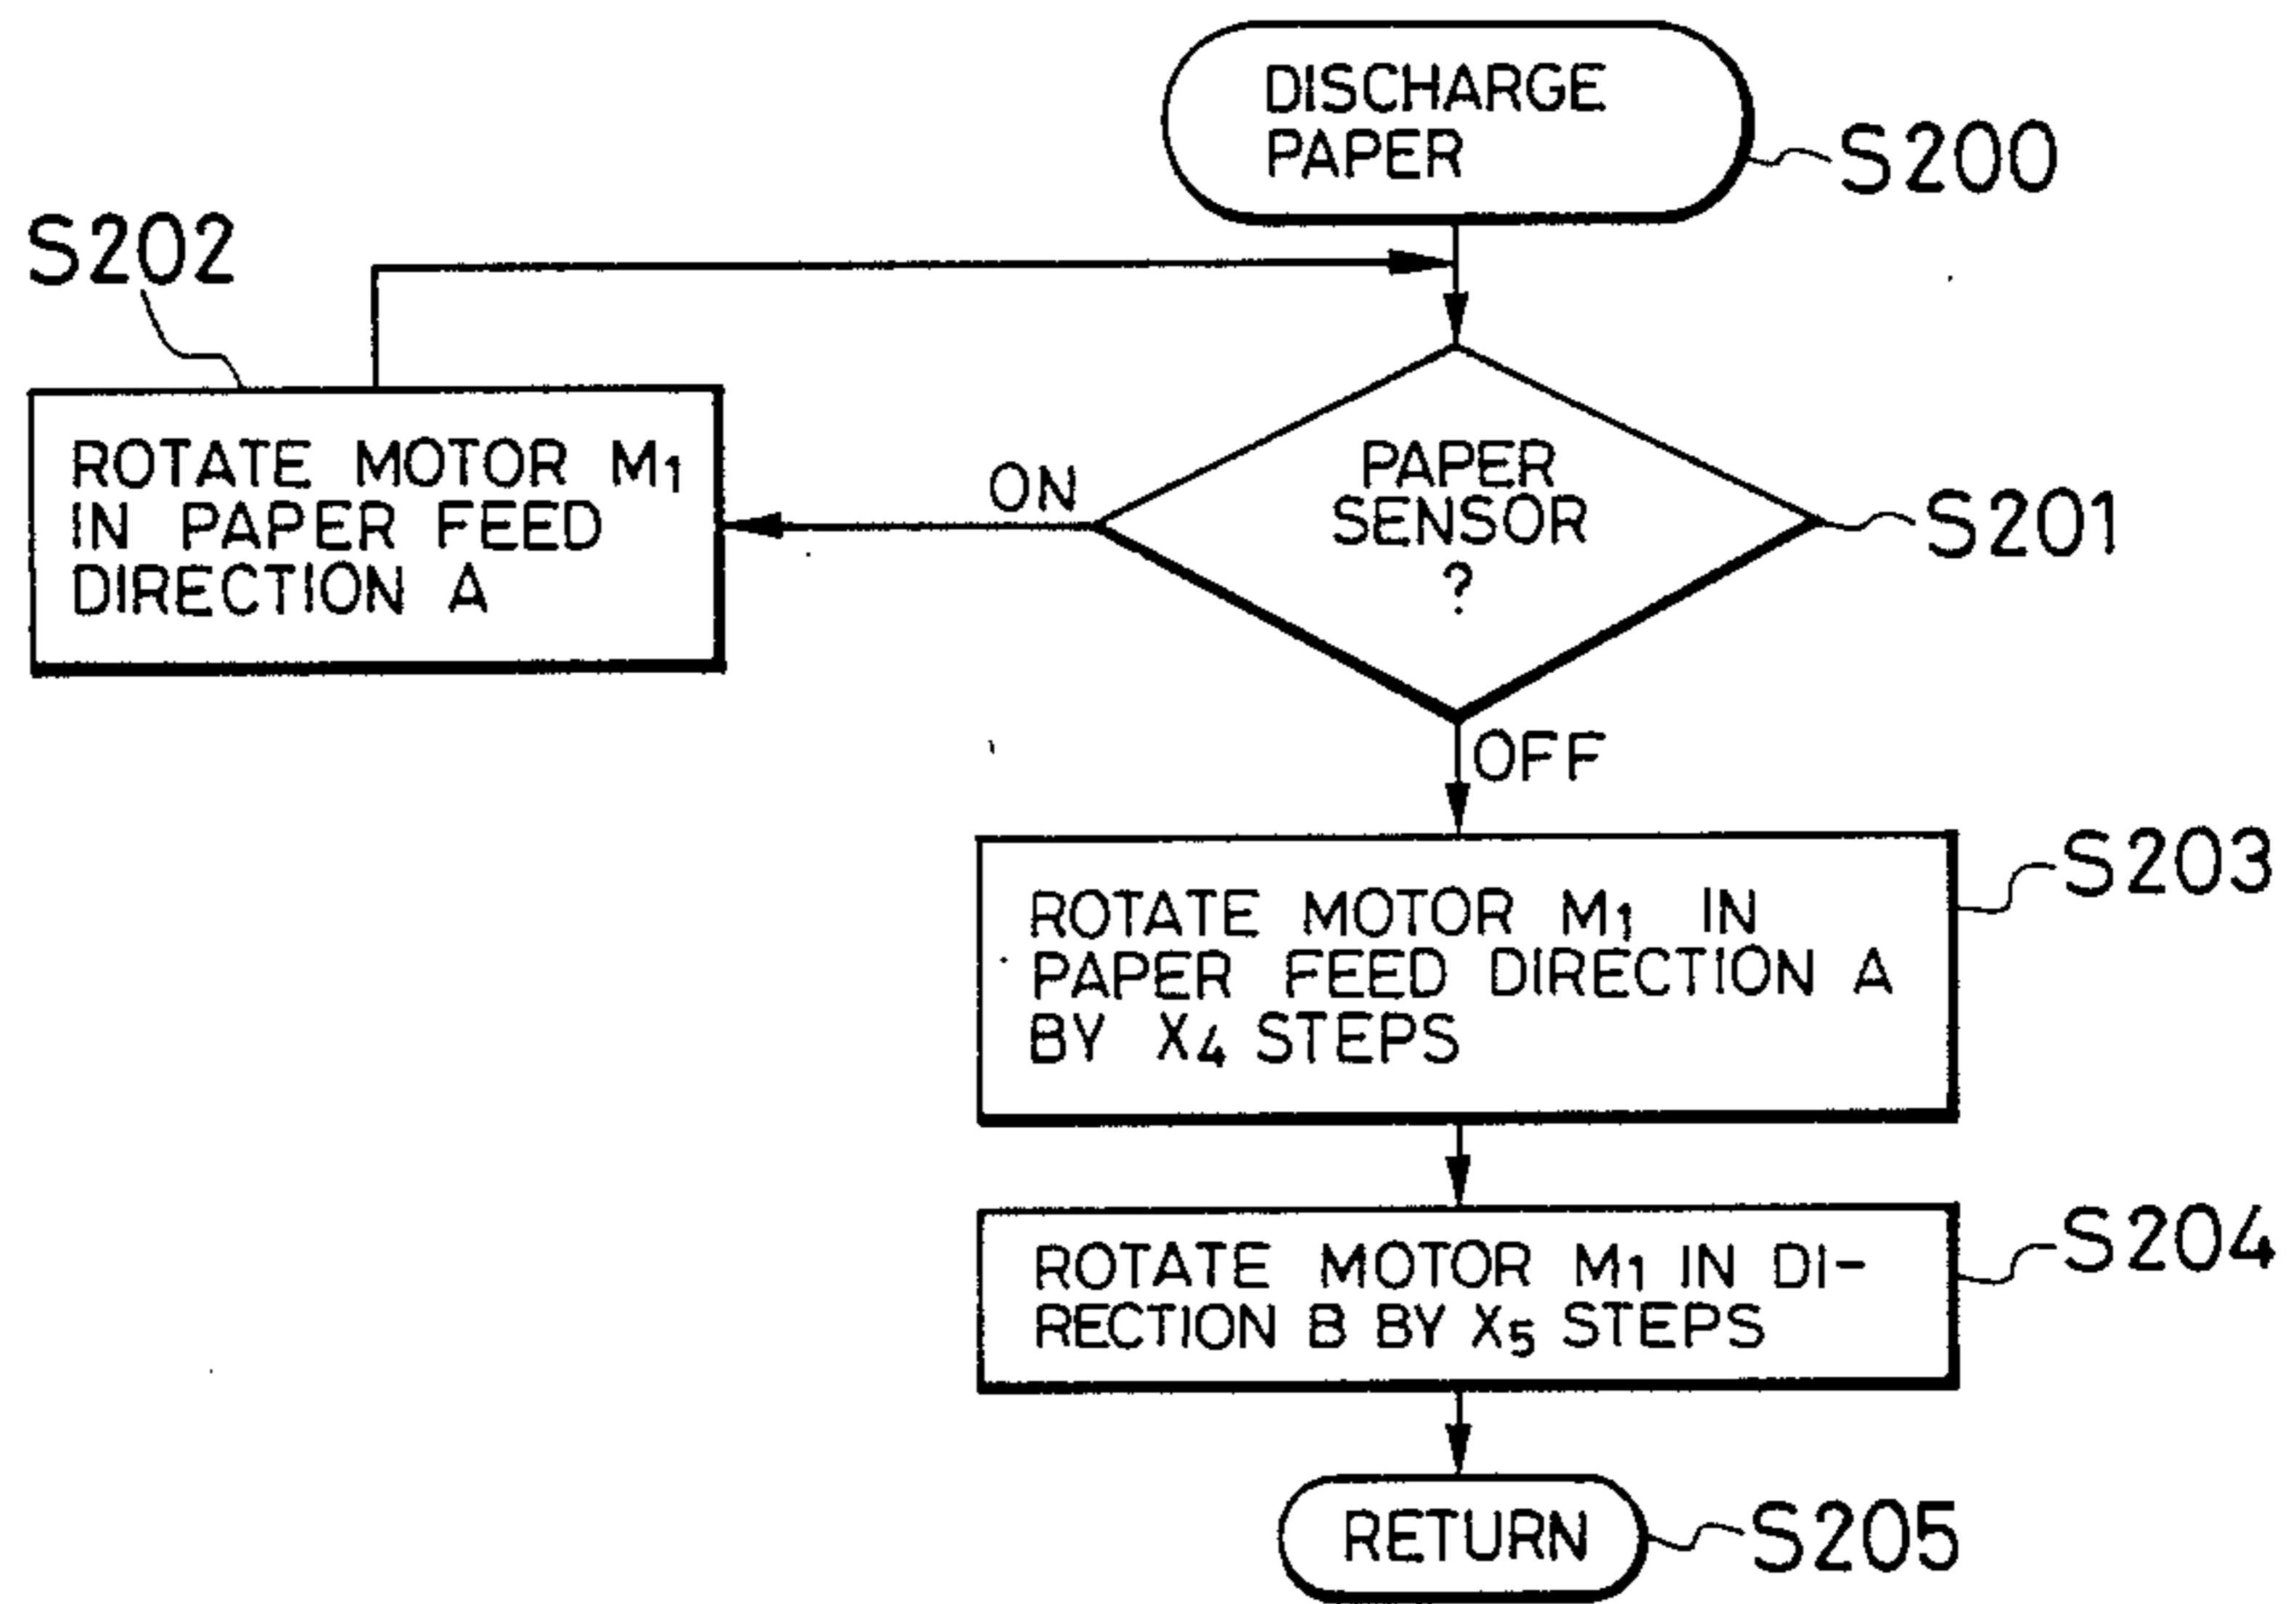 DISCHARGE
PAPER
S200
S202
ROTATE MOTOR M₁
IN PAPER FEED
DIRECTION A
ON
PAPER
SENSOR
?
S201
OFF
S203
ROTATE MOTOR M₁ IN
PAPER FEED DIRECTION A
BY X₄ STEPS
S204
ROTATE MOTOR M₁ IN DI-
RECTION B BY X₅ STEPS
RETURN
S205